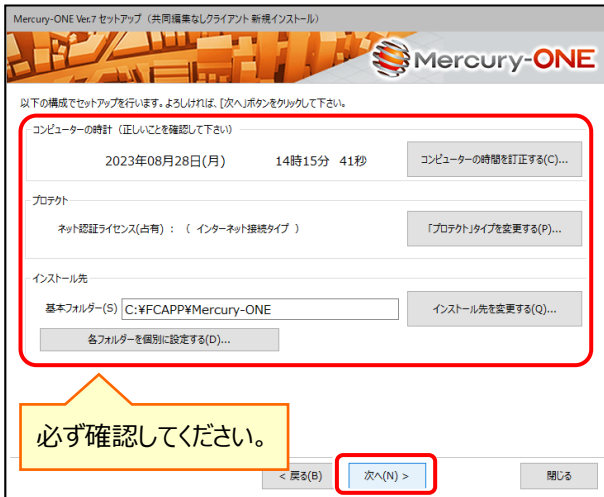 Mercury-ONE Ver.7 セットアップ（共同編集なしクライアント 新規インストール）
Mercury-ONE
以下の構成でセットアップを行います。よろしければ、[次へ]ボタンをクリックして下さい。
コンピューターの時計（正しいことを確認して下さい）
2023年08月28日(月) 14時15分 41秒 コンピューターの時間を訂正する(C)...
プロテクト
ネット認証ライセンス(占有) ： （ インターネット接続タイプ ） 「プロテクト」タイプを変更する(P)...
インストール先
基本フォルダー(S) C:¥FCAPP¥Mercury-ONE インストール先を変更する(Q)...
各フォルダーを個別に設定する(D)...
必ず確認してください。
< 戻る(B) 次へ(N) > 閉じる